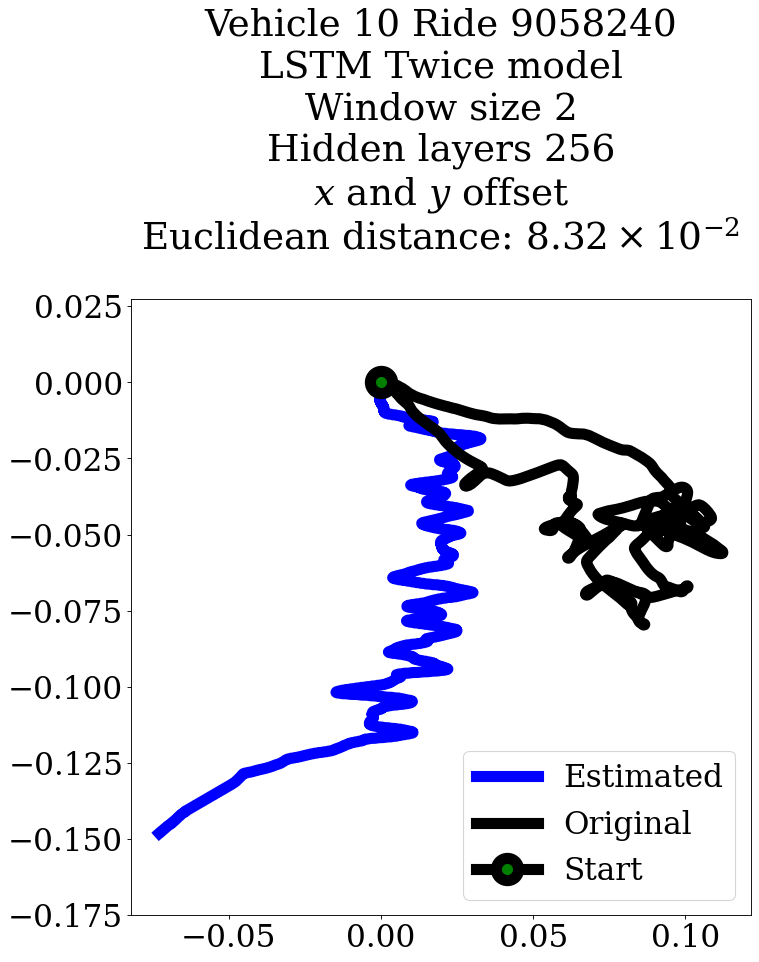 Vehicle 10 Ride 9058240
LSTM Twice model
Window size 2
Hidden layers 256
x and y offset
Euclidean distance: 8.32 × 10⁻²
0.025
0.000
−0.025
−0.050
−0.075
−0.100
−0.125
−0.150
−0.175
Estimated
Original
Start
−0.05 0.00 0.05 0.10